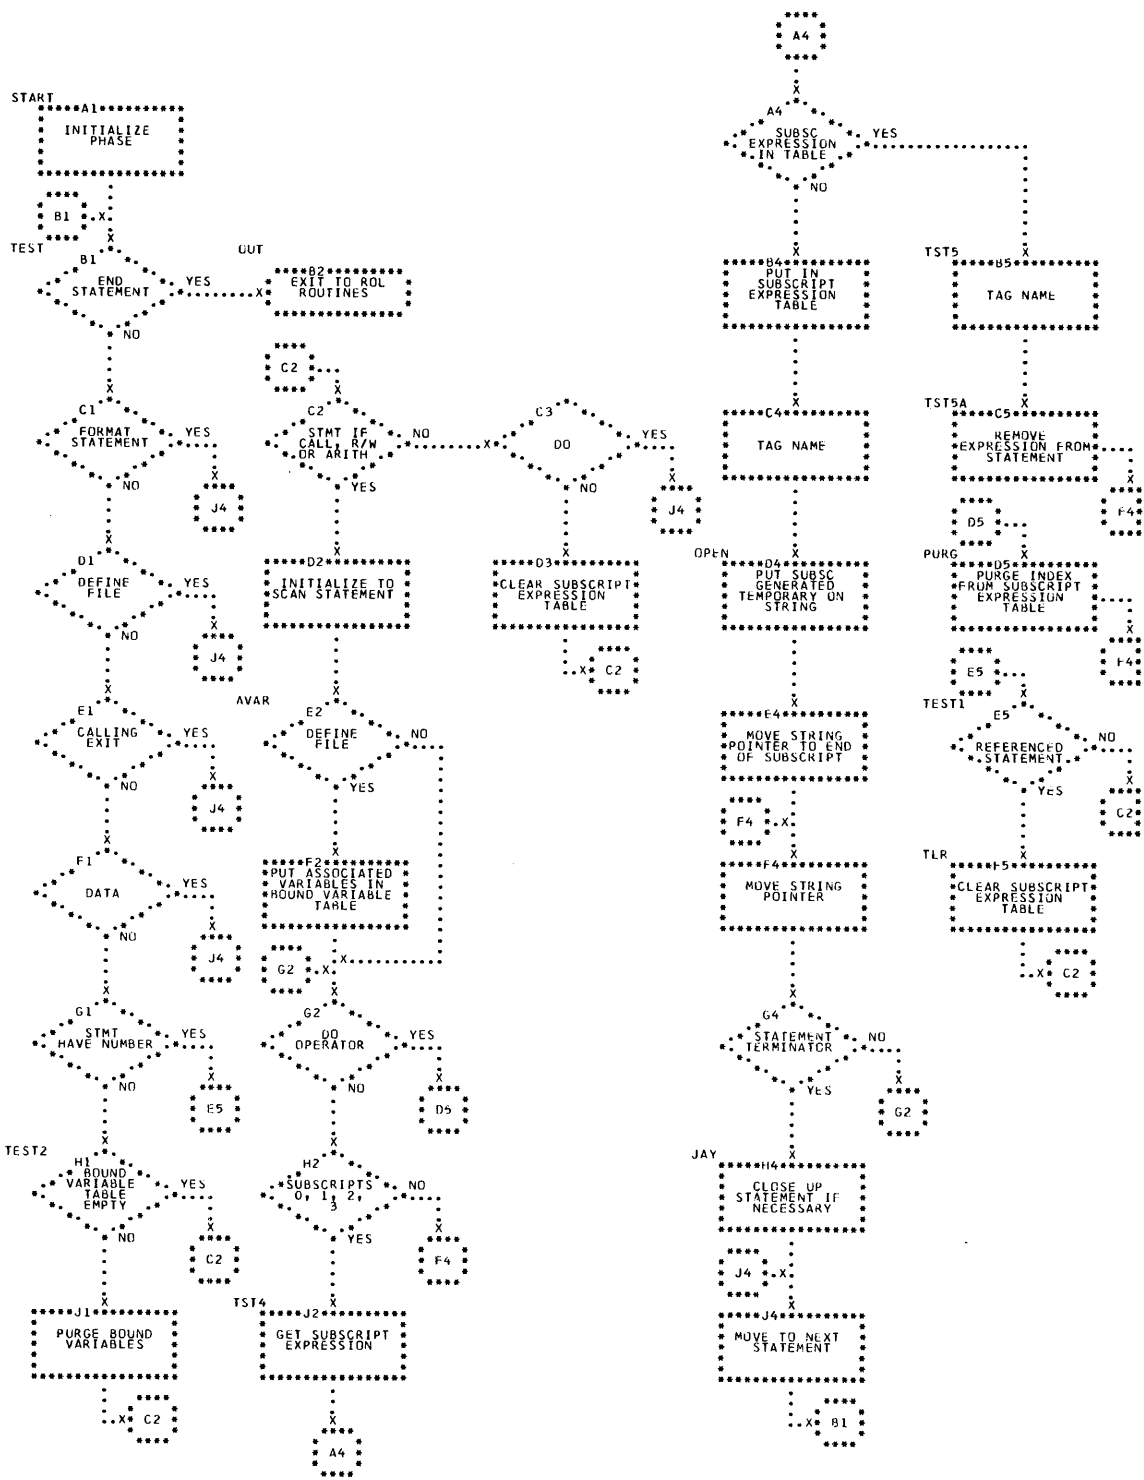 START
A1
INITIALIZE
PHASE
B1
TEST
B1
END
STATEMENT
YES
NO
OUT
B2
EXIT TO ROL
ROUTINES
C1
FORMAT
STATEMENT
YES
NO
J4
D1
DEFINE
FILE
YES
NO
J4
E1
CALLING
EXIT
YES
NO
J4
F1
DATA
YES
NO
J4
G1
STMT
HAVE NUMBER
YES
NO
E5
TEST2
H1
BOUND
VARIABLE
TABLE
EMPTY
YES
NO
C2
J1
PURGE BOUND
VARIABLES
C2
C2
C2
STMT IF
CALL, R/W
OR ARITH
NO
YES
D2
INITIALIZE TO
SCAN STATEMENT
AVAR
E2
DEFINE
FILE
NO
YES
F2
PUT ASSOCIATED
VARIABLES IN
BOUND VARIABLE
TABLE
G2
G2
DO
OPERATOR
YES
NO
D5
H2
SUBSCRIPTS
0, 1, 2,
3
NO
YES
F4
TST4
J2
GET SUBSCRIPT
EXPRESSION
A4
C3
DO
YES
NO
J4
D3
CLEAR SUBSCRIPT
EXPRESSION
TABLE
C2
A4
A4
SUBSC
EXPRESSION
IN TABLE
YES
NO
B4
PUT IN
SUBSCRIPT
EXPRESSION
TABLE
C4
TAG NAME
OPEN
D4
PUT SUBSC
GENERATED
TEMPORARY ON
STRING
E4
MOVE STRING
POINTER TO END
OF SUBSCRIPT
F4
F4
MOVE STRING
POINTER
G4
STATEMENT
TERMINATOR
NO
YES
G2
JAY
H4
CLOSE UP
STATEMENT IF
NECESSARY
J4
J4
MOVE TO NEXT
STATEMENT
B1
TST5
B5
TAG NAME
TST5A
C5
REMOVE
EXPRESSION FROM
STATEMENT
F4
D5
PURG
D5
PURGE INDEX
FROM SUBSCRIPT
EXPRESSION
TABLE
F4
E5
TEST1
E5
REFERENCED
STATEMENT
NO
YES
C2
TLR
F5
CLEAR SUBSCRIPT
EXPRESSION
TABLE
C2